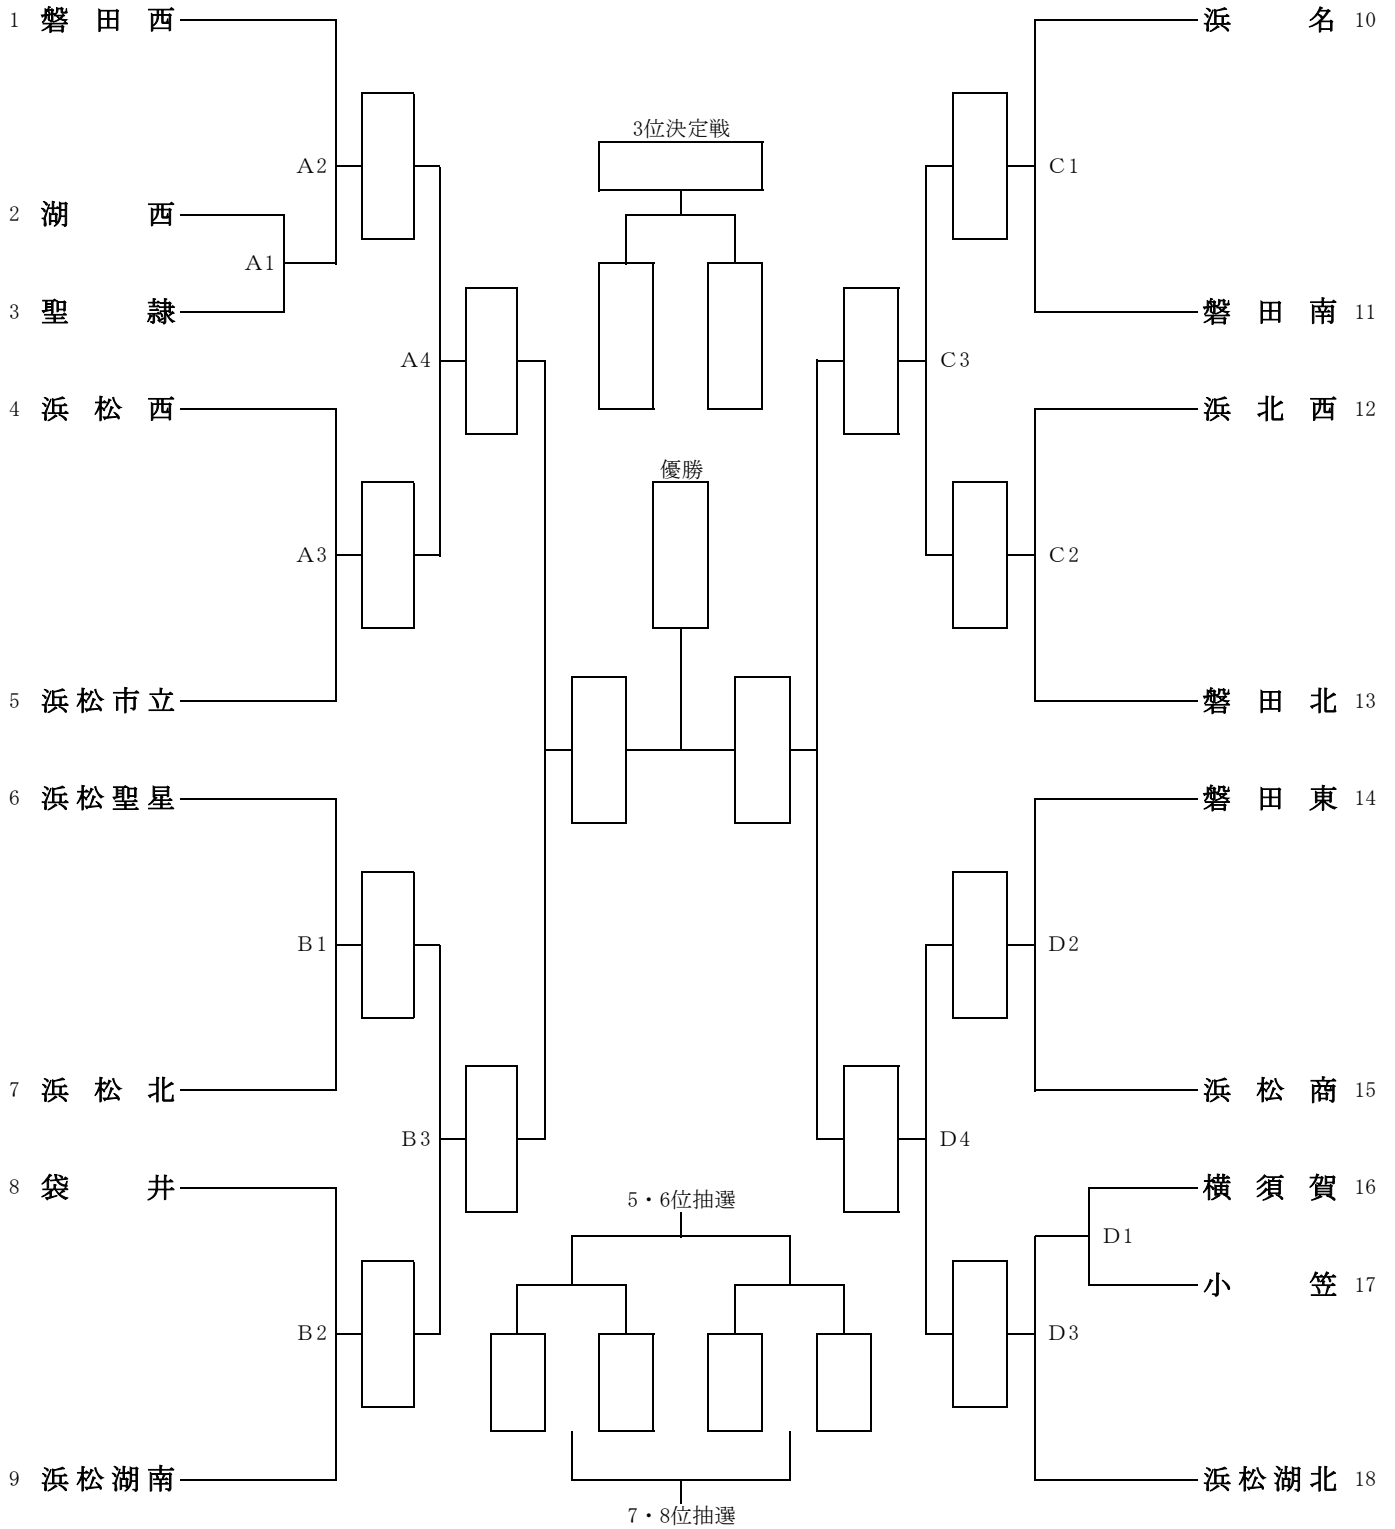 1 磐田西
浜名 10
3位決定戦
A2
C1
2 湖西
A1
3 聖隷
磐田南 11
A4
C3
4 浜松西
浜北西 12
優勝
A3
C2
5 浜松市立
磐田北 13
6 浜松聖星
磐田東 14
B1
D2
7 浜松北
浜松商 15
B3
D4
8 袋井
5・6位抽選
横須賀 16
D1
小笠 17
B2
D3
9 浜松湖南
浜松湖北 18
7・8位抽選